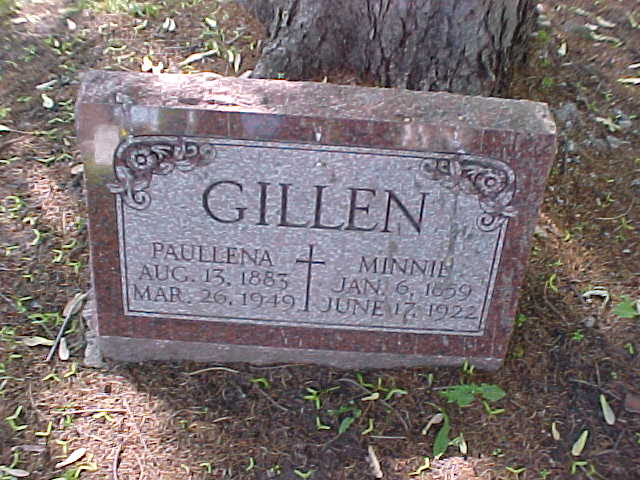 GILLEN
PAULLENA
AUG. 13, 1883
MAR. 26, 1949
MINNIE
JAN. 6, 1859
JUNE 17, 1922